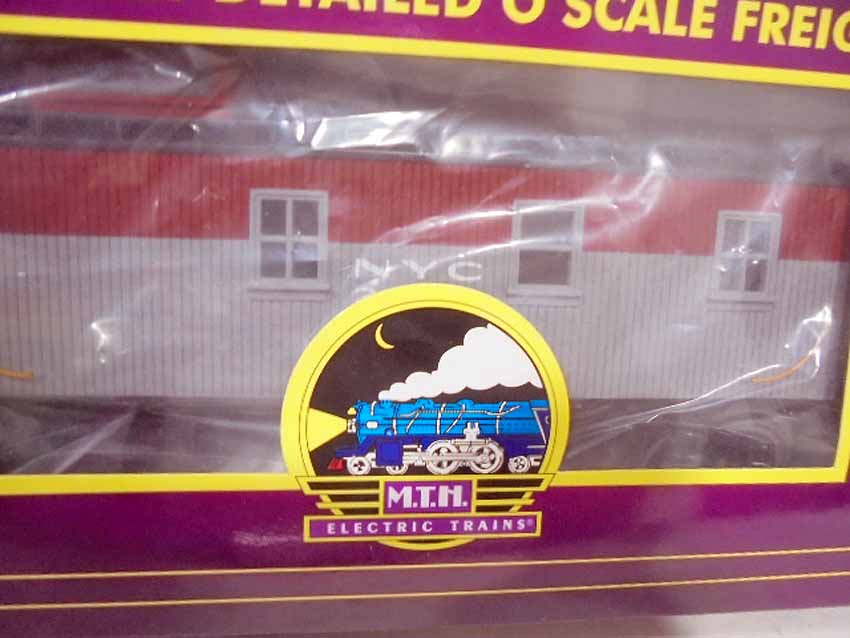 DETAILED O SCALE FREIG
NYC
M.T.H.
ELECTRIC TRAINS®